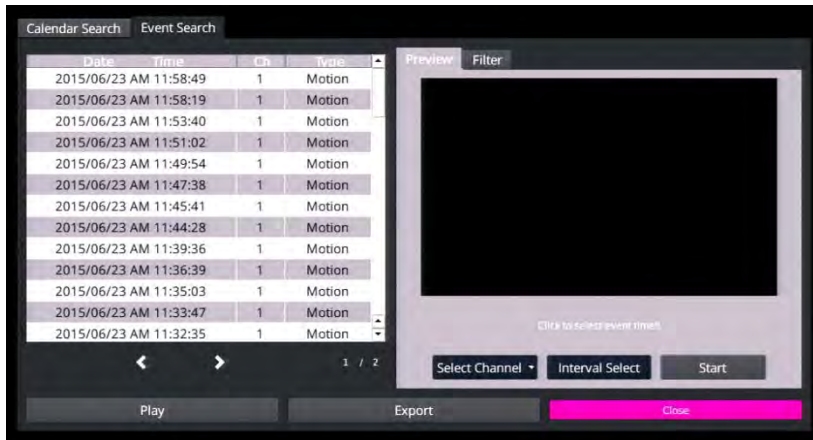 Calendar Search Event Search
Date Time Ch Type
2015/06/23 AM 11:58:49 1 Motion
2015/06/23 AM 11:58:19 1 Motion
2015/06/23 AM 11:53:40 1 Motion
2015/06/23 AM 11:51:02 1 Motion
2015/06/23 AM 11:49:54 1 Motion
2015/06/23 AM 11:47:38 1 Motion
2015/06/23 AM 11:45:41 1 Motion
2015/06/23 AM 11:44:28 1 Motion
2015/06/23 AM 11:39:36 1 Motion
2015/06/23 AM 11:36:39 1 Motion
2015/06/23 AM 11:35:03 1 Motion
2015/06/23 AM 11:33:47 1 Motion
2015/06/23 AM 11:32:35 1 Motion
1 / 2
Preview Filter
Click to select event time!!
Select Channel Interval Select Start
Play Export Close